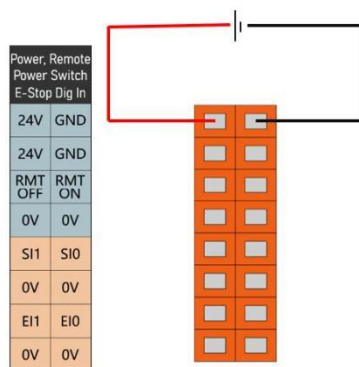 Power, Remote
Power Switch
E-Stop Dig In
24V GND
24V GND
RMT RMT
OFF ON
0V 0V
SI1 SI0
0V 0V
EI1 EI0
0V 0V